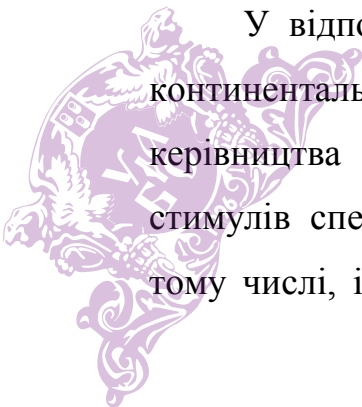 У відпо
континенталь
керівництва
стимулів спе
тому числі, і